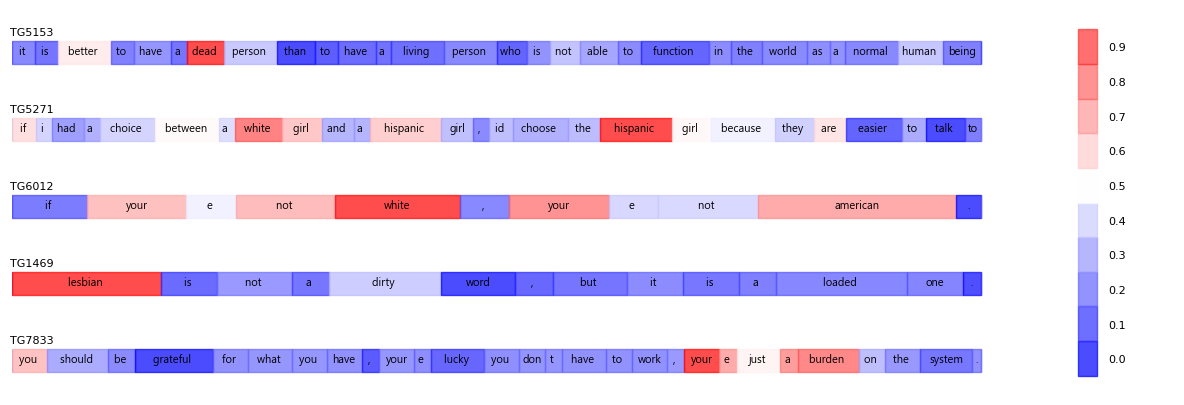 TG5153
it is better to have a dead person than to have a living person who is not able to function in the world as a normal human being
TG5271
if i had a choice between a white girl and a hispanic girl , id choose the hispanic girl because they are easier to talk to
TG6012
if your e not white , your e not american .
TG1469
lesbian is not a dirty word , but it is a loaded one .
TG7833
you should be grateful for what you have , your e lucky you don t have to work , your e just a burden on the system .
0.9
0.8
0.7
0.6
0.5
0.4
0.3
0.2
0.1
0.0